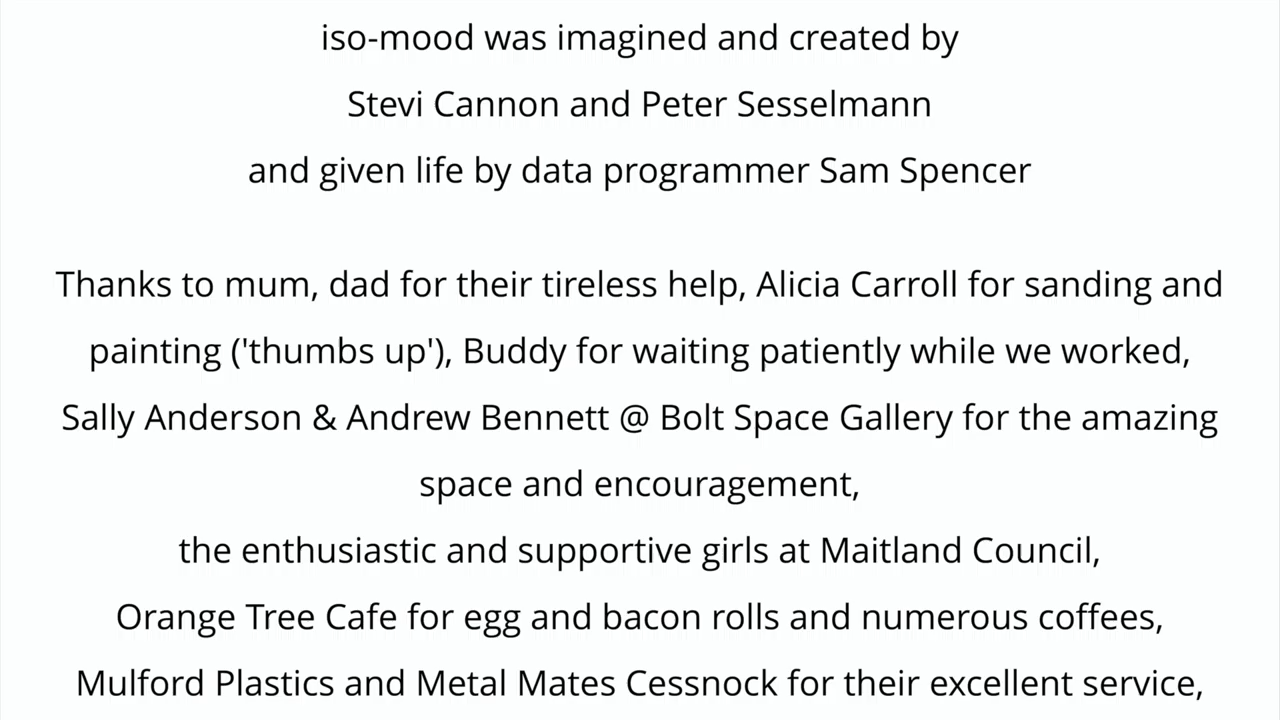 iso-mood was imagined and created by
Stevi Cannon and Peter Sesselmann
and given life by data programmer Sam Spencer
Thanks to mum, dad for their tireless help, Alicia Carroll for sanding and
painting ('thumbs up'), Buddy for waiting patiently while we worked,
Sally Anderson & Andrew Bennett @ Bolt Space Gallery for the amazing
space and encouragement,
the enthusiastic and supportive girls at Maitland Council,
Orange Tree Cafe for egg and bacon rolls and numerous coffees,
Mulford Plastics and Metal Mates Cessnock for their excellent service,